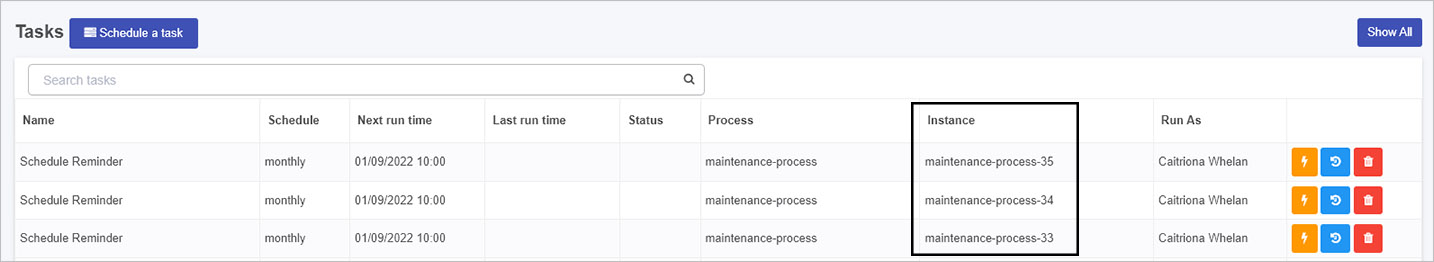 Tasks Schedule a task Show All
Search tasks
Name Schedule Next run time Last run time Status Process Instance Run As
Schedule Reminder monthly 01/09/2022 10:00 maintenance-process maintenance-process-35 Caitriona Whelan
Schedule Reminder monthly 01/09/2022 10:00 maintenance-process maintenance-process-34 Caitriona Whelan
Schedule Reminder monthly 01/09/2022 10:00 maintenance-process maintenance-process-33 Caitriona Whelan